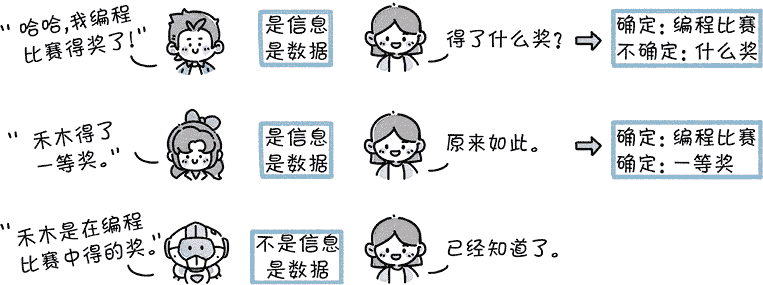 "哈哈,我编程
比赛得奖了!"
是信息
是数据
得了什么奖?
确定:编程比赛
不确定:什么奖
"禾木得了
一等奖。"
是信息
是数据
原来如此。
确定:编程比赛
确定:一等奖
"禾木是在编程
比赛中得的奖。"
不是信息
是数据
已经知道了。